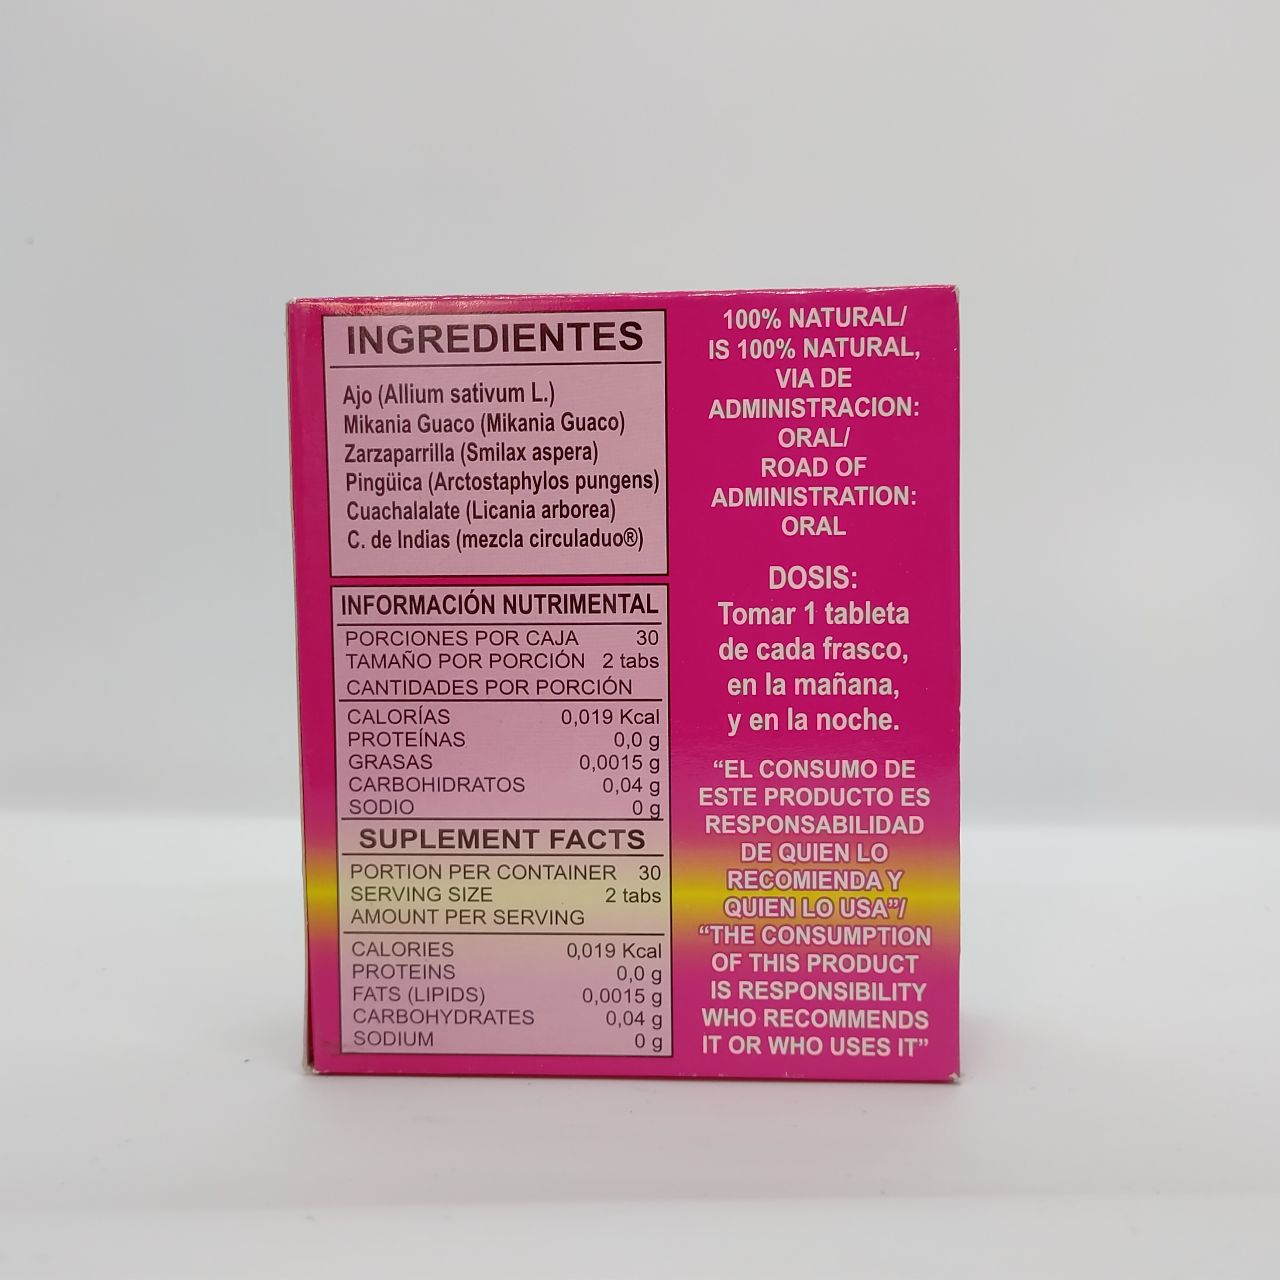 INGREDIENTES
Ajo (Allium sativum L.)
Mikania Guaco (Mikania Guaco)
Zarzaparrilla (Smilax aspera)
Pingüica (Arctostaphylos pungens)
Cuachalalate (Licania arborea)
C. de Indias (mezcla circuladuo®)
INFORMACIÓN NUTRIMENTAL
PORCIONES POR CAJA 30
TAMAÑO POR PORCIÓN 2 tabs
CANTIDADES POR PORCIÓN
CALORÍAS 0,019 Kcal
PROTEÍNAS 0,0 g
GRASAS 0,0015 g
CARBOHIDRATOS 0,04 g
SODIO 0 g
SUPLEMENT FACTS
PORTION PER CONTAINER 30
SERVING SIZE 2 tabs
AMOUNT PER SERVING
CALORIES 0,019 Kcal
PROTEINS 0,0 g
FATS (LIPIDS) 0,0015 g
CARBOHYDRATES 0,04 g
SODIUM 0 g
100% NATURAL/
IS 100% NATURAL,
VIA DE
ADMINISTRACION:
ORAL/
ROAD OF
ADMINISTRATION:
ORAL
DOSIS:
Tomar 1 tableta
de cada frasco,
en la mañana,
y en la noche.
“EL CONSUMO DE
ESTE PRODUCTO ES
RESPONSABILIDAD
DE QUIEN LO
RECOMIENDA Y
QUIEN LO USA”/
“THE CONSUMPTION
OF THIS PRODUCT
IS RESPONSIBILITY
WHO RECOMMENDS
IT OR WHO USES IT”